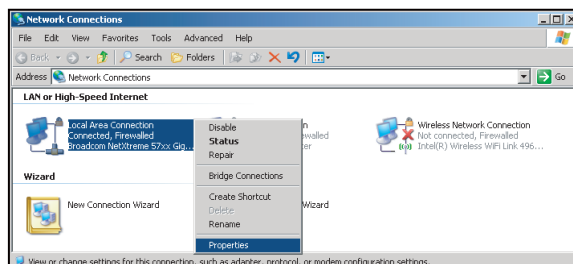 Network Connections
File Edit View Favorites Tools Advanced Help
Back Search Folders
Address Network Connections Go
LAN or High-Speed Internet
Local Area Connection
Connected, Firewalled
Broadcom NetXtreme 57xx Gig...
Disable
Status
Repair
Bridge Connections
Create Shortcut
Delete
Rename
Properties
Wireless Network Connection
Not connected, Firewalled
Intel(R) Wireless WiFi Link 496...
Wizard
New Connection Wizard
Wizard
View or change settings for this connection, such as adapter, protocol, or modem configuration settings.